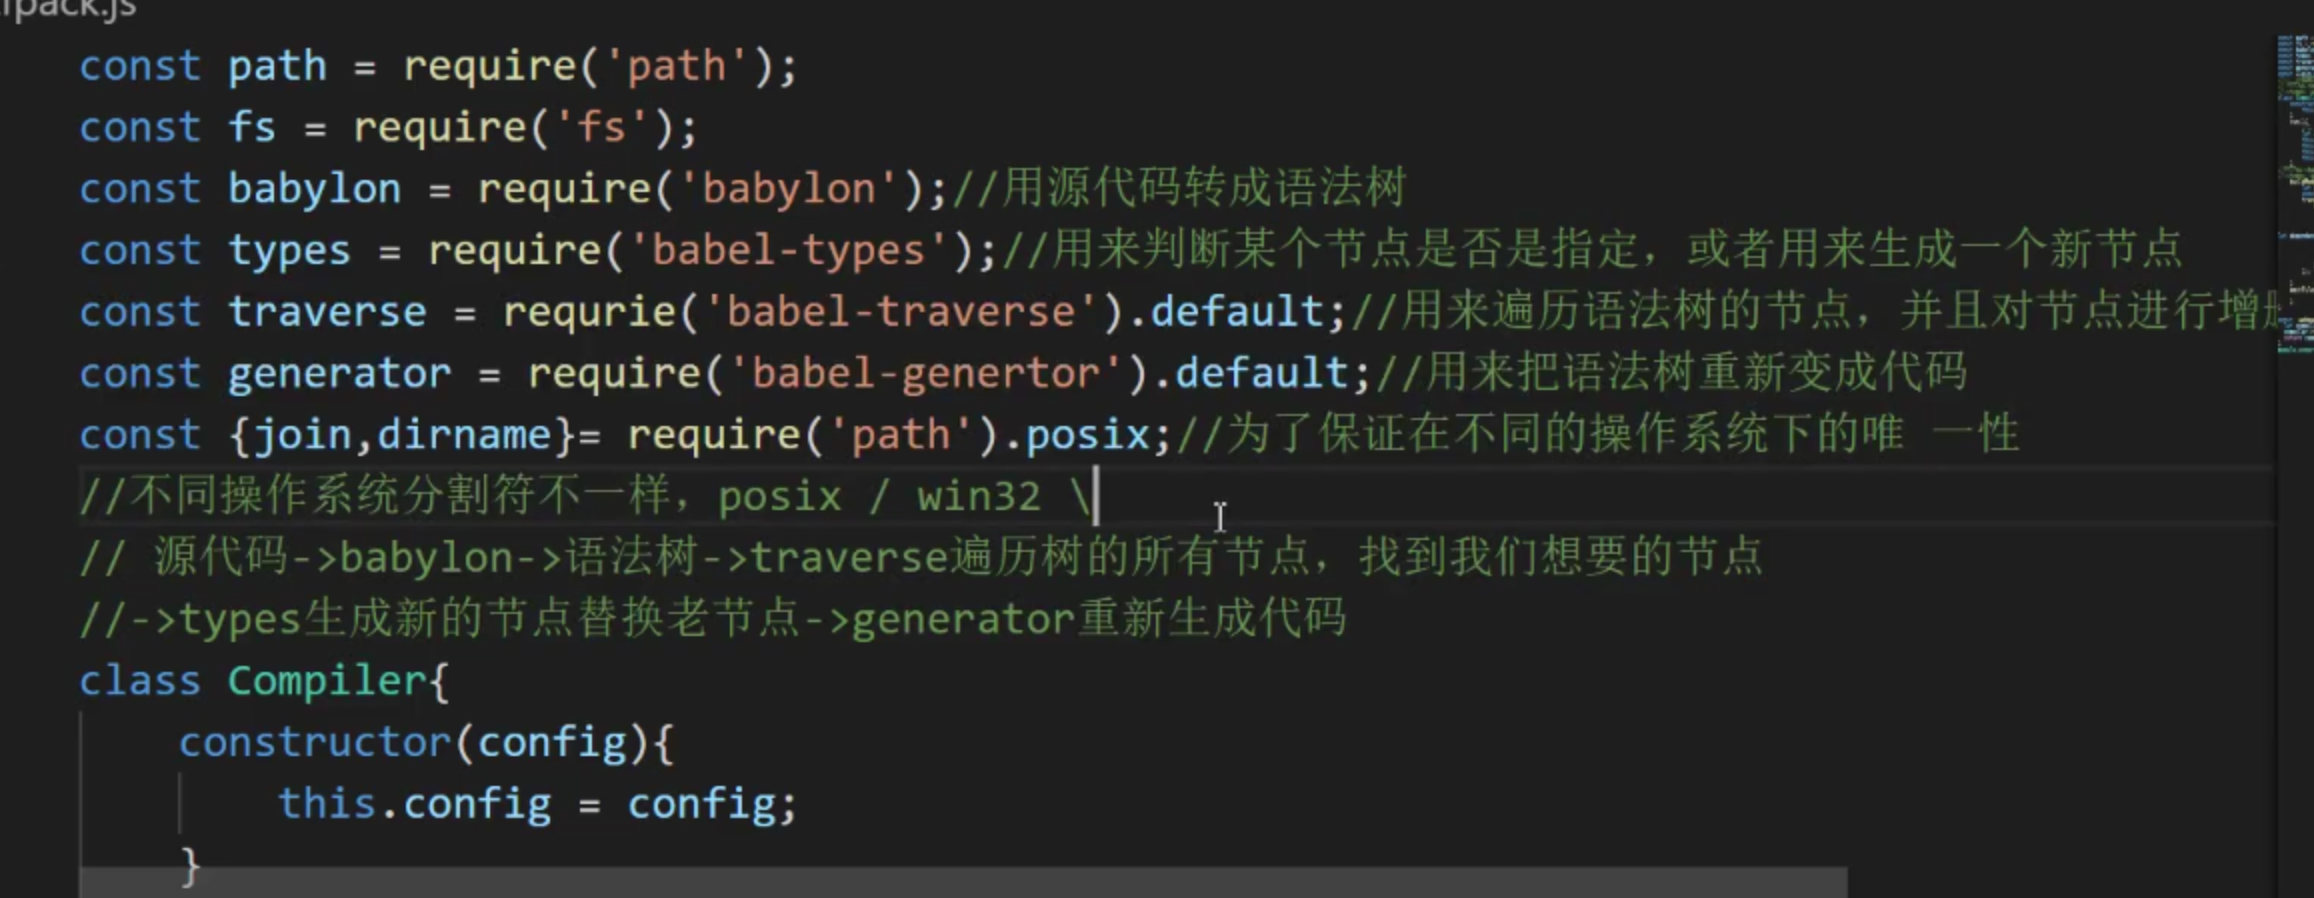 pack.js
const path = require('path');
const fs = require('fs');
const babylon = require('babylon');//用源代码转成语法树
const types = require('babel-types');//用来判断某个节点是否是指定，或者用来生成一个新节点
const traverse = requrie('babel-traverse').default;//用来遍历语法树的节点，并且对节点进行增
const generator = require('babel-genertor').default;//用来把语法树重新变成代码
const {join,dirname}= require('path').posix;//为了保证在不同的操作系统下的唯 一性
//不同操作系统分割符不一样，posix / win32 \
// 源代码->babylon->语法树->traverse遍历树的所有节点，找到我们想要的节点
//->types生成新的节点替换老节点->generator重新生成代码
class Compiler{
    constructor(config){
        this.config = config;
    }